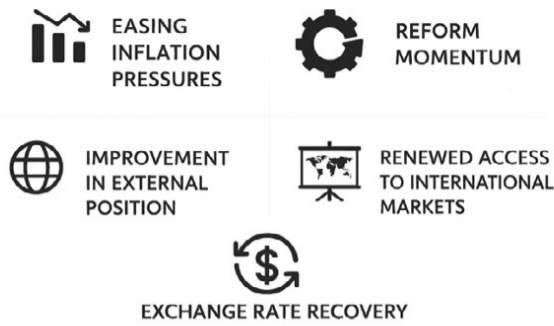 EASING
INFLATION
PRESSURES
REFORM
MOMENTUM
IMPROVEMENT
IN EXTERNAL
POSITION
RENEWED ACCESS
TO INTERNATIONAL
MARKETS
$
EXCHANGE RATE RECOVERY